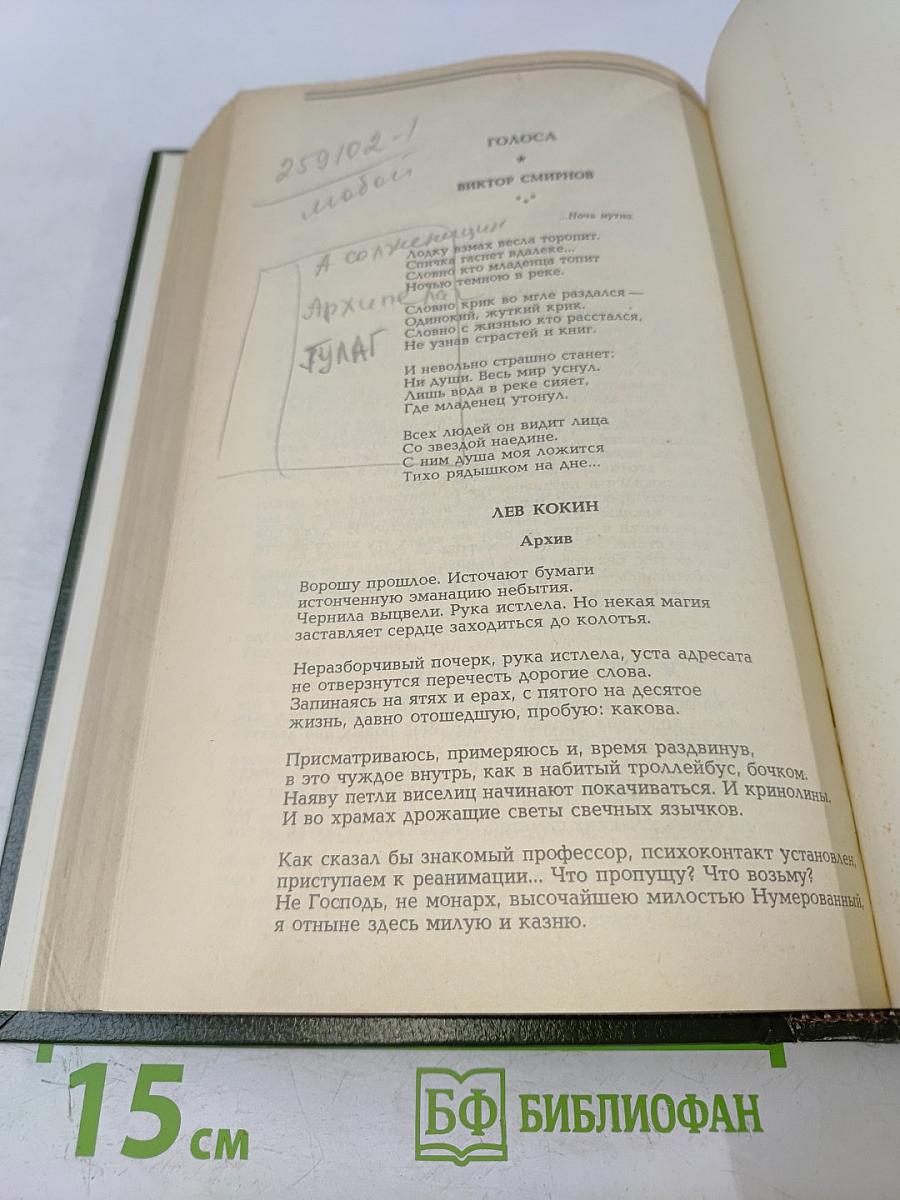 259102-1
любой
А солженицин
Архипела
ГУЛАГ
ГОЛОСА
*
ВИКТОР СМИРНОВ
* * *
...Ночь мутна.
Лодку взмах весла торопит.
Спичка гаснет вдалеке...
Словно кто младенца топит
Ночью темною в реке.
Словно крик во мгле раздался —
Одинокий, жуткий крик.
Словно с жизнью кто расстался,
Не узнав страстей и книг.
И невольно страшно станет:
Ни души. Весь мир уснул.
Лишь вода в реке сияет,
Где младенец утонул.
Всех людей он видит лица
Со звездой наедине.
С ним душа моя ложится
Тихо рядышком на дне...
ЛЕВ КОКИН
Архив
Ворошу прошлое. Источают бумаги
истонченную эманацию небытия.
Чернила выцвели. Рука истлела. Но некая магия
заставляет сердце заходиться до колотья.
Неразборчивый почерк, рука истлела, уста адресата
не отверзнутся перечесть дорогие слова.
Запинаясь на ятях и ерах, с пятого на десятое
жизнь, давно отошедшую, пробую: какова.
Присматриваюсь, примеряюсь и, время раздвинув,
в это чуждое внутрь, как в набитый троллейбус, бочком.
Наяву петли виселиц начинают покачиваться. И кринолины.
И во храмах дрожащие светы свечных язычков.
Как сказал бы знакомый профессор, психоконтакт установлен,
приступаем к реанимации... Что пропущу? Что возьму?
Не Господь, не монарх, высочайшею милостью Нумерованный,
я отныне здесь милую и казню.
15 см
БФ БИБЛИОФАН